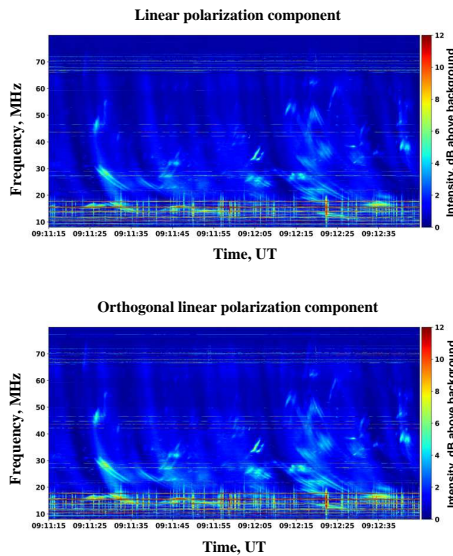 Linear polarization component
Frequency, MHz
70
60
50
40
30
20
10
09:11:15 09:11:25 09:11:35 09:11:45 09:11:55 09:12:05 09:12:15 09:12:25 09:12:35
Time, UT
12
10
8
6
4
2
0
Intensity, dB above background
Orthogonal linear polarization component
Frequency, MHz
70
60
50
40
30
20
10
09:11:15 09:11:25 09:11:35 09:11:45 09:11:55 09:12:05 09:12:15 09:12:25 09:12:35
Time, UT
12
10
8
6
4
2
0
Intensity, dB above background